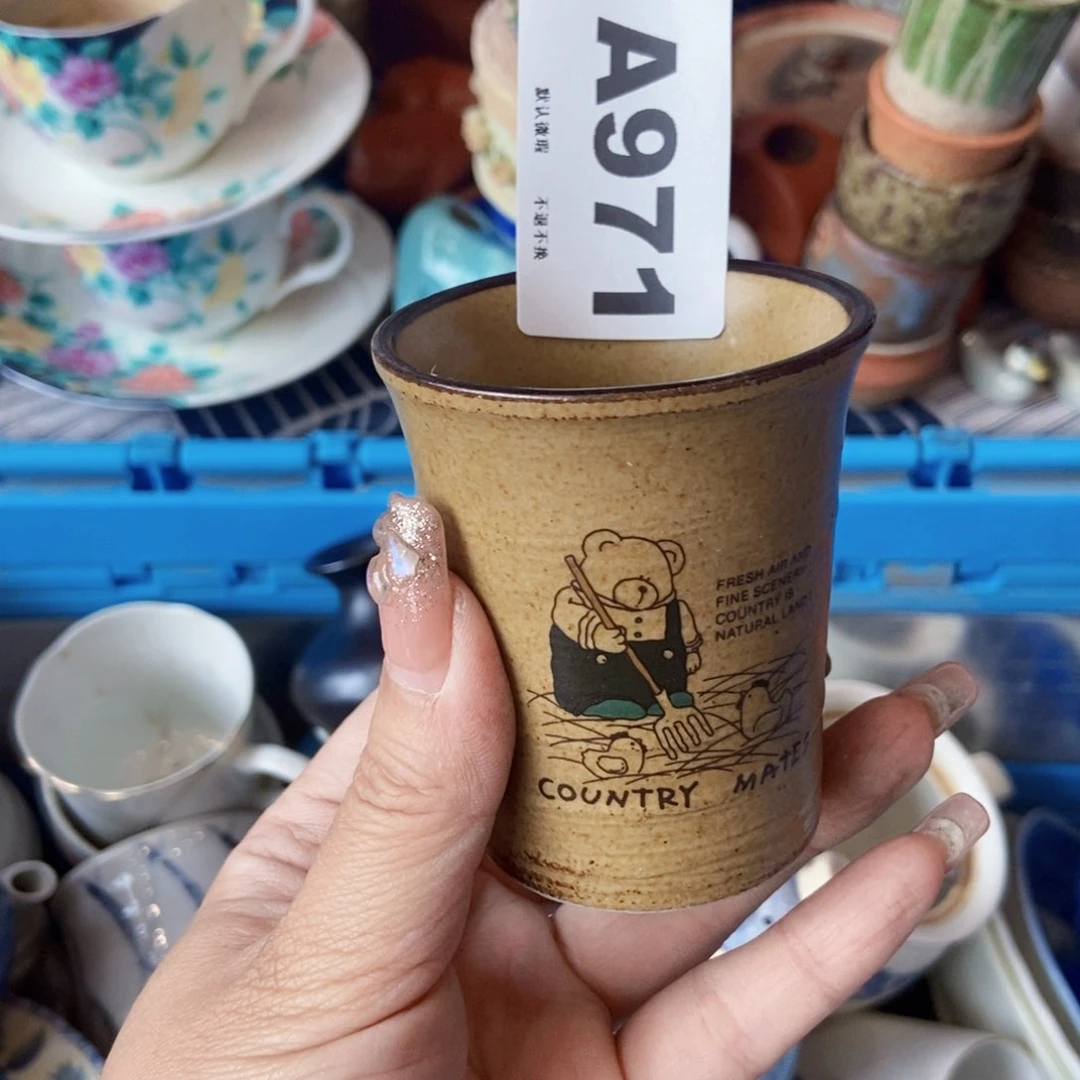 A971
默认微瑕 不退不换
FRESH AIR AND
FINE SCENERY
COUNTRY IS
NATURAL LAND
COUNTRY MATES